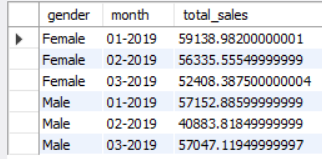 gender month total_sales
Female 01-2019 59138.98200000001
Female 02-2019 56335.55549999999
Female 03-2019 52408.387500000004
Male 01-2019 57152.88599999999
Male 02-2019 40883.81849999999
Male 03-2019 57047.11949999997